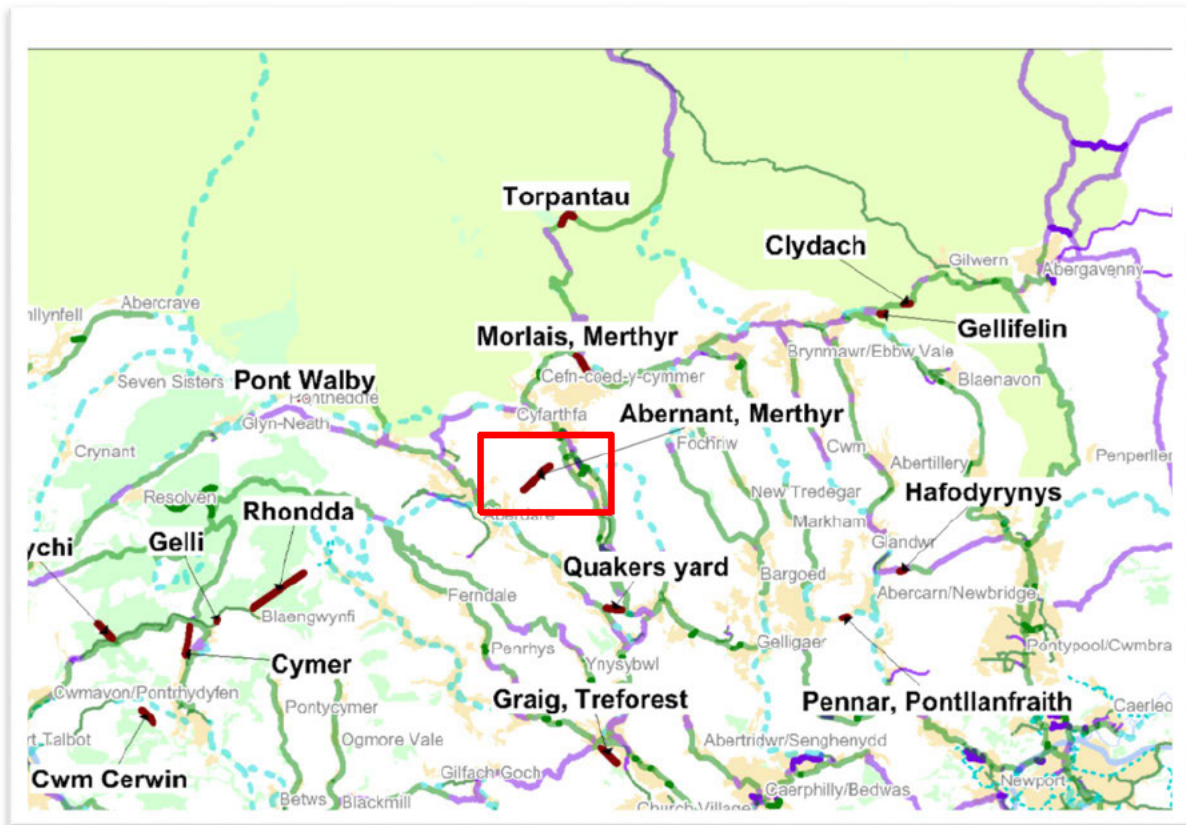 Torpantau
Clydach
Gilwern
Abergavenny
Abercrave
Gellifelin
Morlais, Merthyr
Brynmawr/Ebbw Vale
Seven Sisters
Pont Walby
Cefn-coed-y-cymmer
Blaenavon
Glyn-Neath
Cyfarthfa
Abernant, Merthyr
Fochriw
Cwm
Crynant
Abertillery
Resolven
New Tredegar
Hafodyrynys
Rhondda
Aberdare
Markham
Gelli
Glandwr
Quakers yard
Bargoed
Ferndale
Abercarn/Newbridge
Blaengwynfi
Penrhys
Gelligaer
Cymer
Ynysybwl
Cwmavon/Pontrhydyfen
Graig, Treforest
Pennar, Pontllanfraith
Pontycymer
Ogmore Vale
Abertridwr/Senghenydd
Cwm Cerwin
Gilfach Goch
Newport
Caerphilly/Bedwas
Betws
Blackmill
Church Village